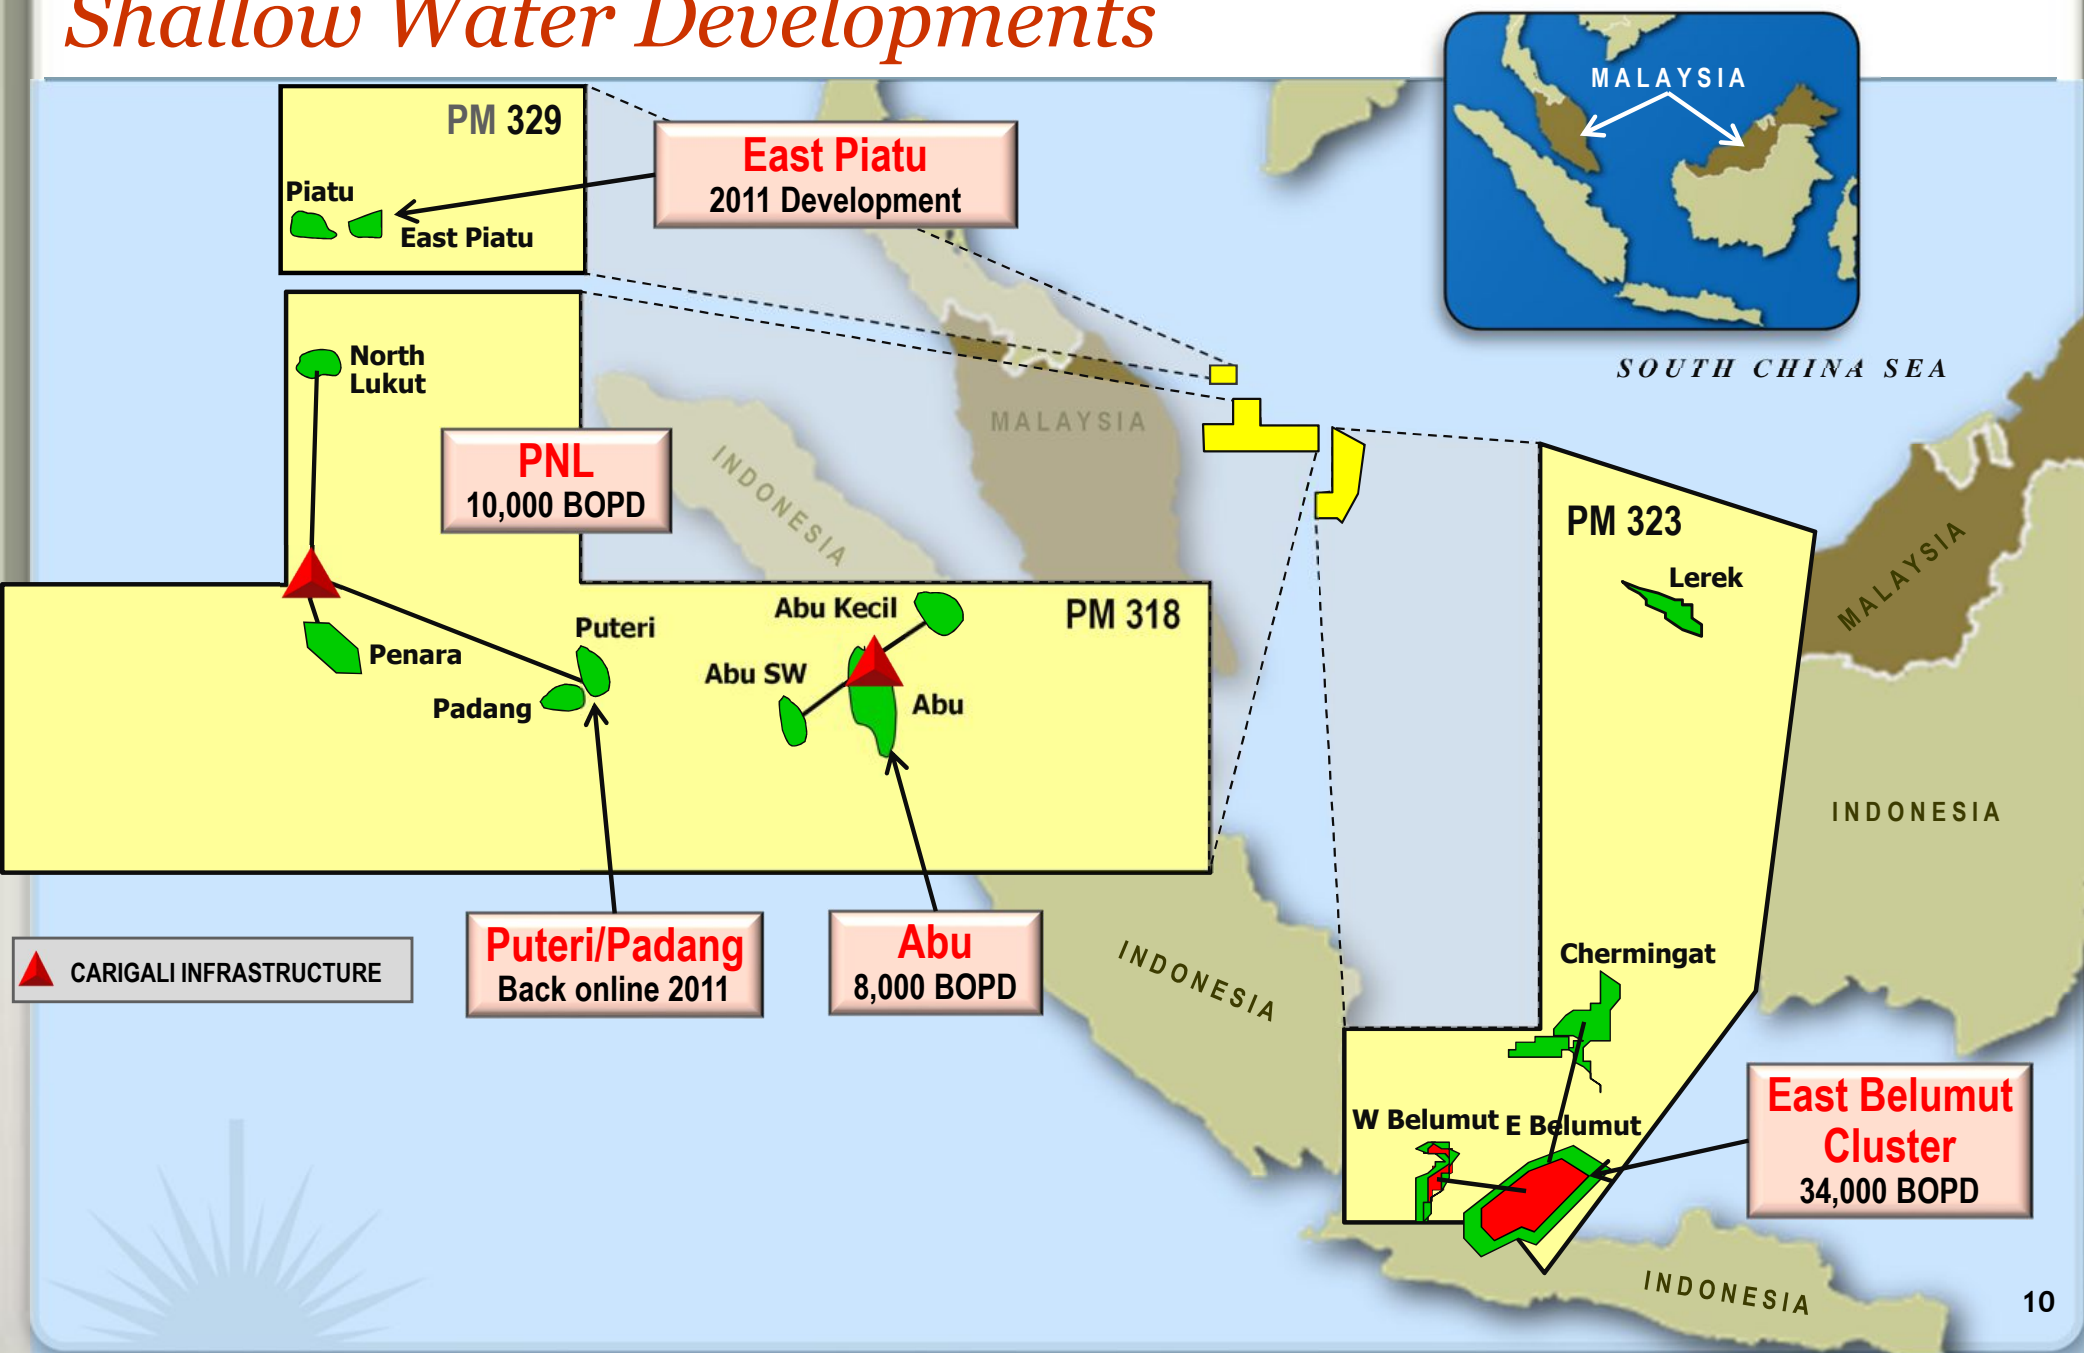 Shallow Water Developments
MALAYSIA
PM 329
East Piatu
2011 Development
Piatu
East Piatu
SOUTH CHINA SEA
North
Lukut
MALAYSIA
PNL
10,000 BOPD
INDONESIA
PM 323
Lerek
MALAYSIA
Abu Kecil
PM 318
Puteri
Penara
Abu SW
Padang
Abu
INDONESIA
Puteri/Padang
Back online 2011
Abu
8,000 BOPD
INDONESIA
Chermingat
CARIGALI INFRASTRUCTURE
W Belumut
E Belumut
East Belumut
Cluster
34,000 BOPD
INDONESIA
10